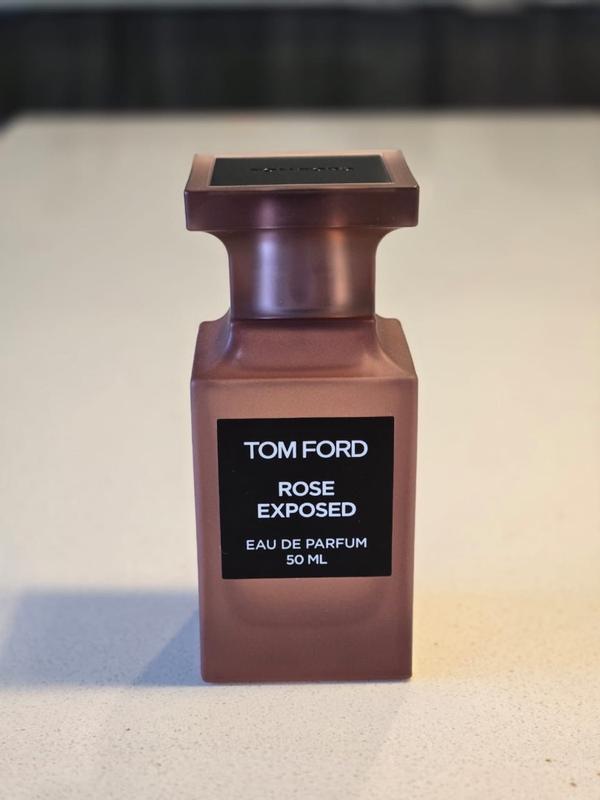 TOM FORD
ROSE
EXPOSED
EAU DE PARFUM
50 ML